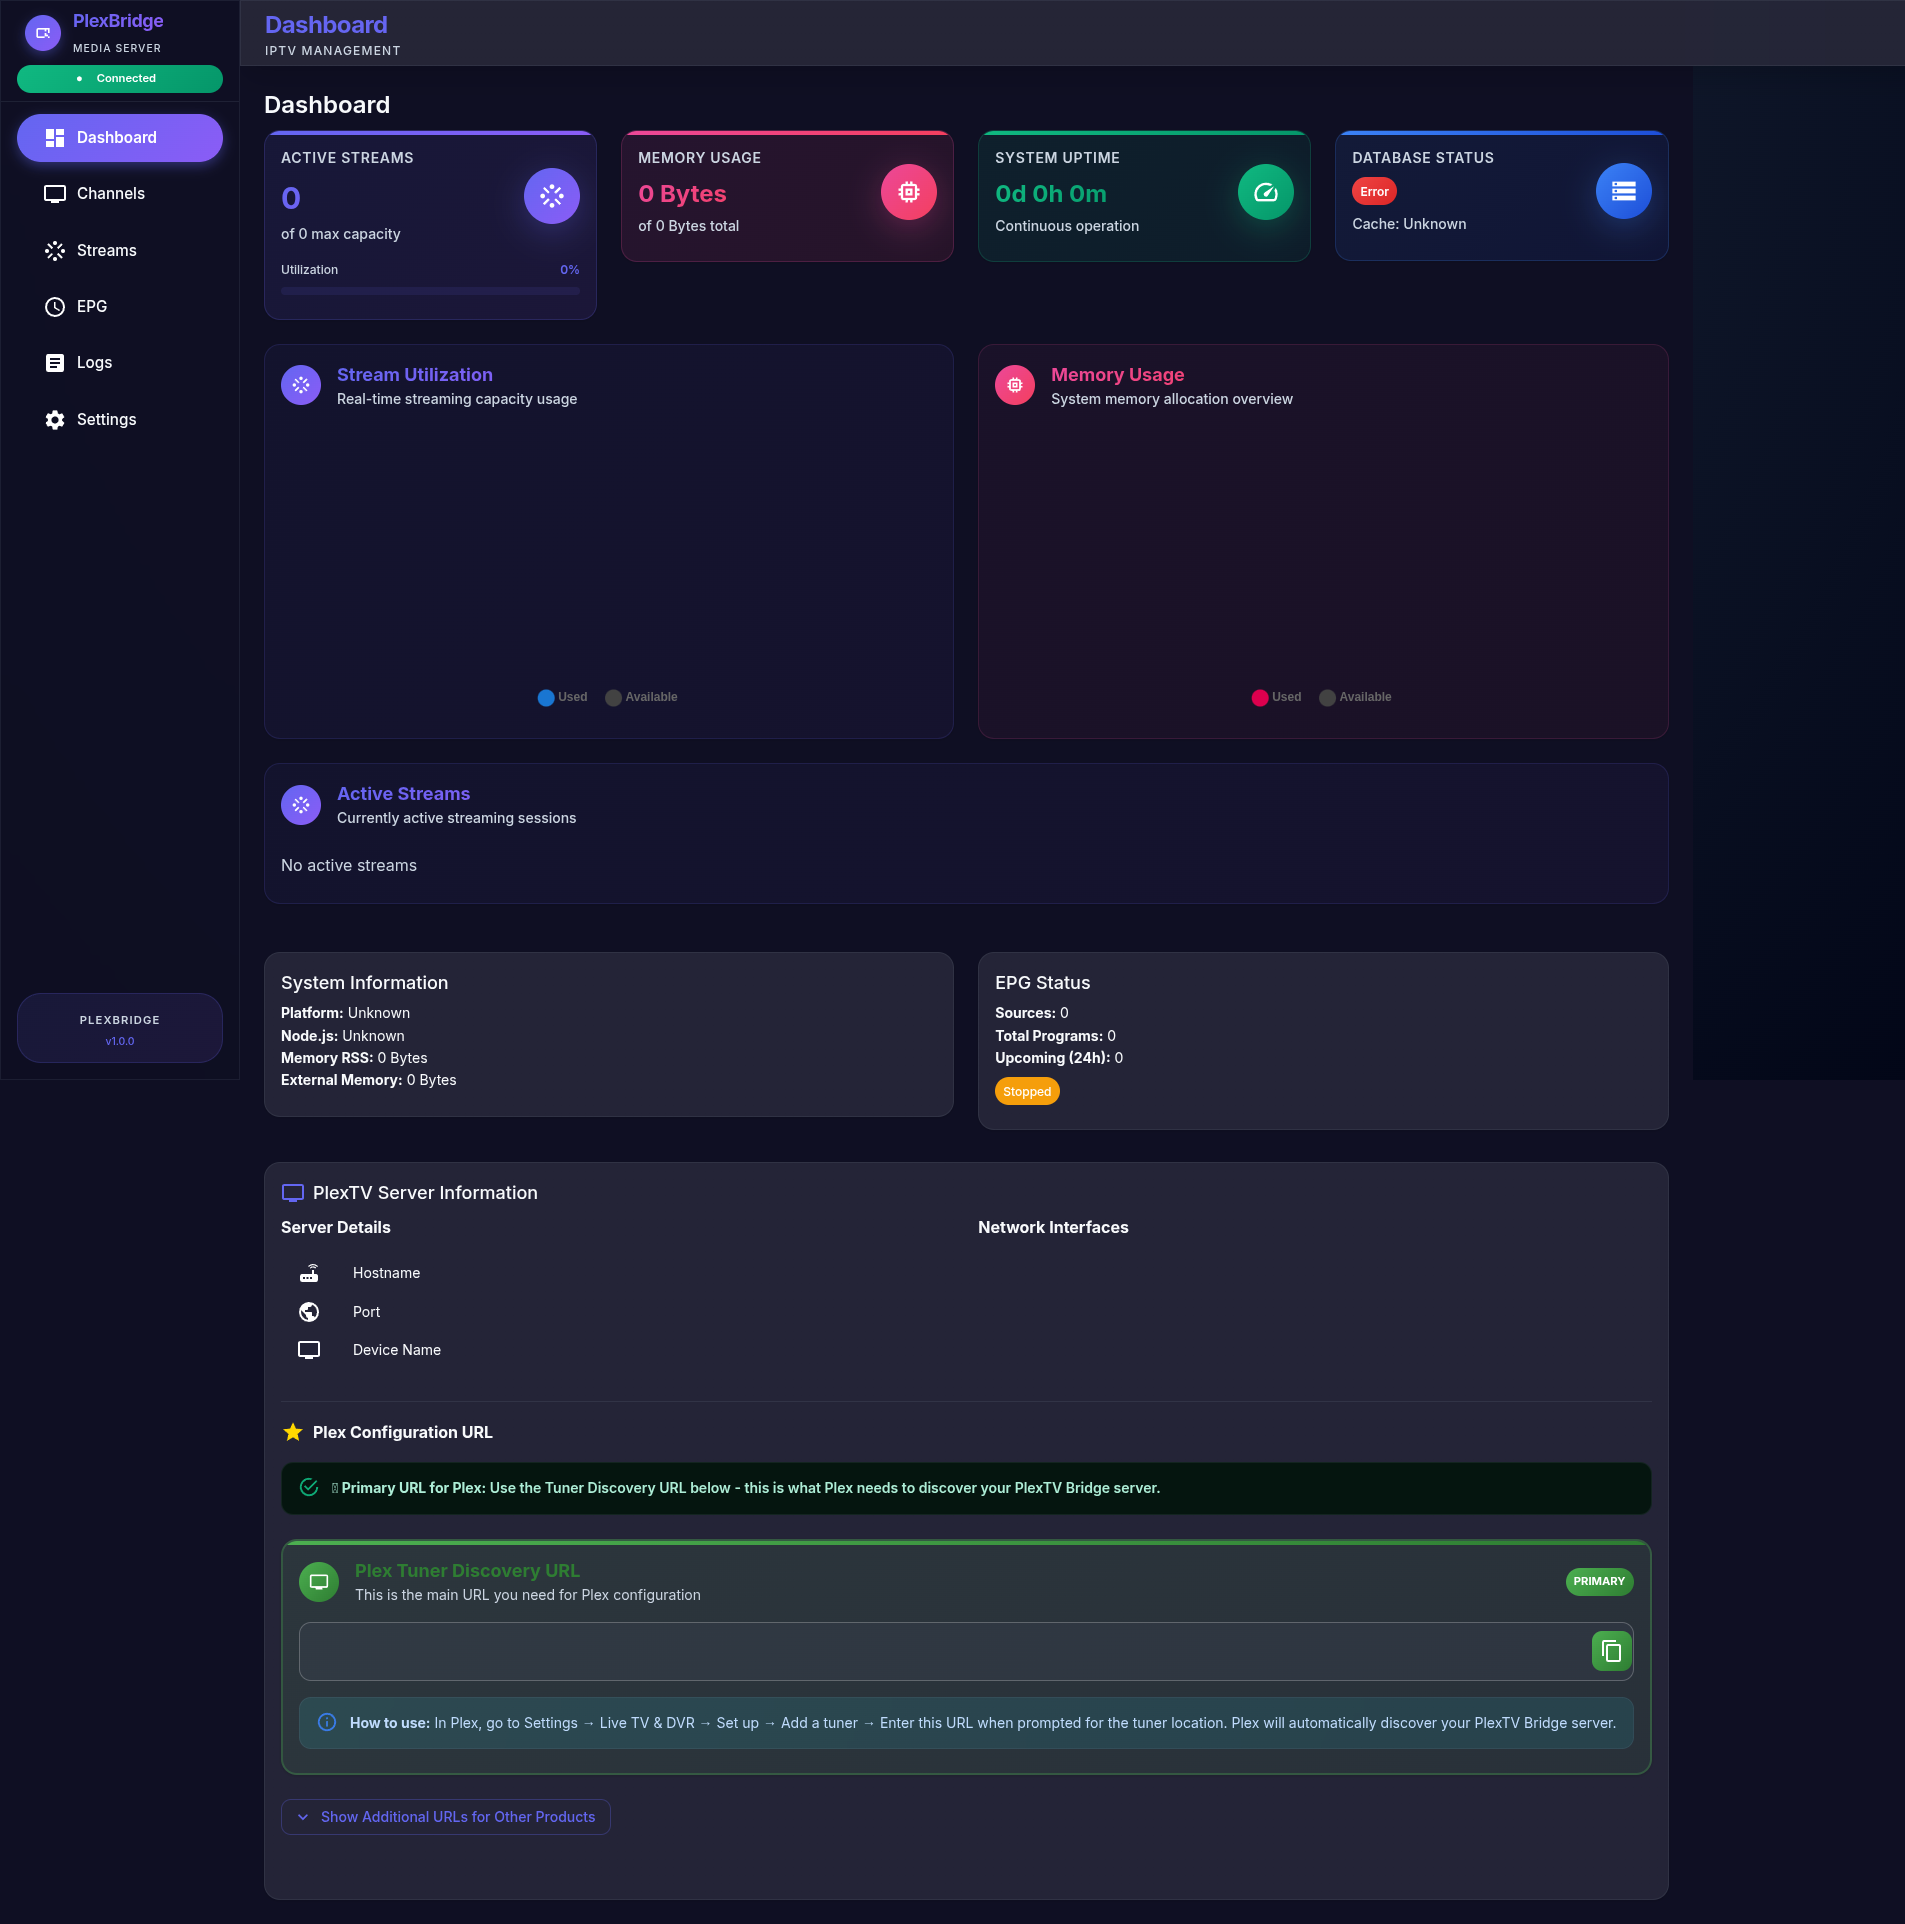 PlexBridge
MEDIA SERVER
● Connected
Dashboard
Channels
Streams
EPG
Logs
Settings
PLEXBRIDGE
v1.0.0
Dashboard
IPTV MANAGEMENT
Dashboard
ACTIVE STREAMS
0
of 0 max capacity
Utilization 0%
MEMORY USAGE
0 Bytes
of 0 Bytes total
SYSTEM UPTIME
0d 0h 0m
Continuous operation
DATABASE STATUS
Error
Cache: Unknown
Stream Utilization
Real-time streaming capacity usage
Used Available
Memory Usage
System memory allocation overview
Used Available
Active Streams
Currently active streaming sessions
No active streams
System Information
Platform: Unknown
Node.js: Unknown
Memory RSS: 0 Bytes
External Memory: 0 Bytes
EPG Status
Sources: 0
Total Programs: 0
Upcoming (24h): 0
Stopped
PlexTV Server Information
Server Details
Hostname
Port
Device Name
Network Interfaces
Plex Configuration URL
Primary URL for Plex: Use the Tuner Discovery URL below - this is what Plex needs to discover your PlexTV Bridge server.
Plex Tuner Discovery URL
This is the main URL you need for Plex configuration
PRIMARY
How to use: In Plex, go to Settings → Live TV & DVR → Set up → Add a tuner → Enter this URL when prompted for the tuner location. Plex will automatically discover your PlexTV Bridge server.
Show Additional URLs for Other Products